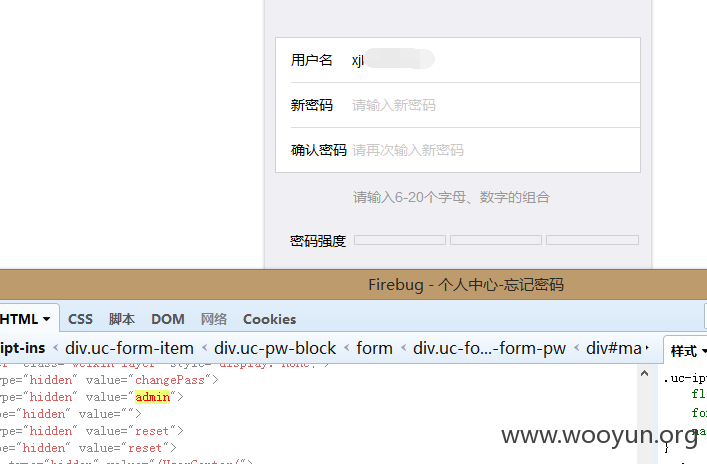 用户名 xjl
新密码 请输入新密码
确认密码 请再次输入新密码
请输入6-20个字母、数字的组合
密码强度
Firebug - 个人中心-忘记密码
HTML CSS 脚本 DOM 网络 Cookies
ipt-ins < div.uc-form-item < div.uc-pw-block < form < div.uc-fo...-form-pw < div#ma
样式
ype="hidden" value="changePass">
ype="hidden" value="admin">
pe="hidden" value="">
ype="hidden" value="reset">
ype="hidden" value="reset">
.uc-ip
fl
fo
ma
}
www.wooyun.org